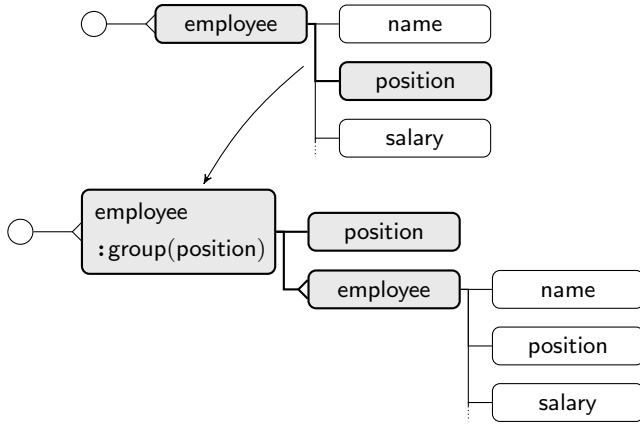 employee
name
position
salary
employee
:group(position)
position
employee
name
position
salary